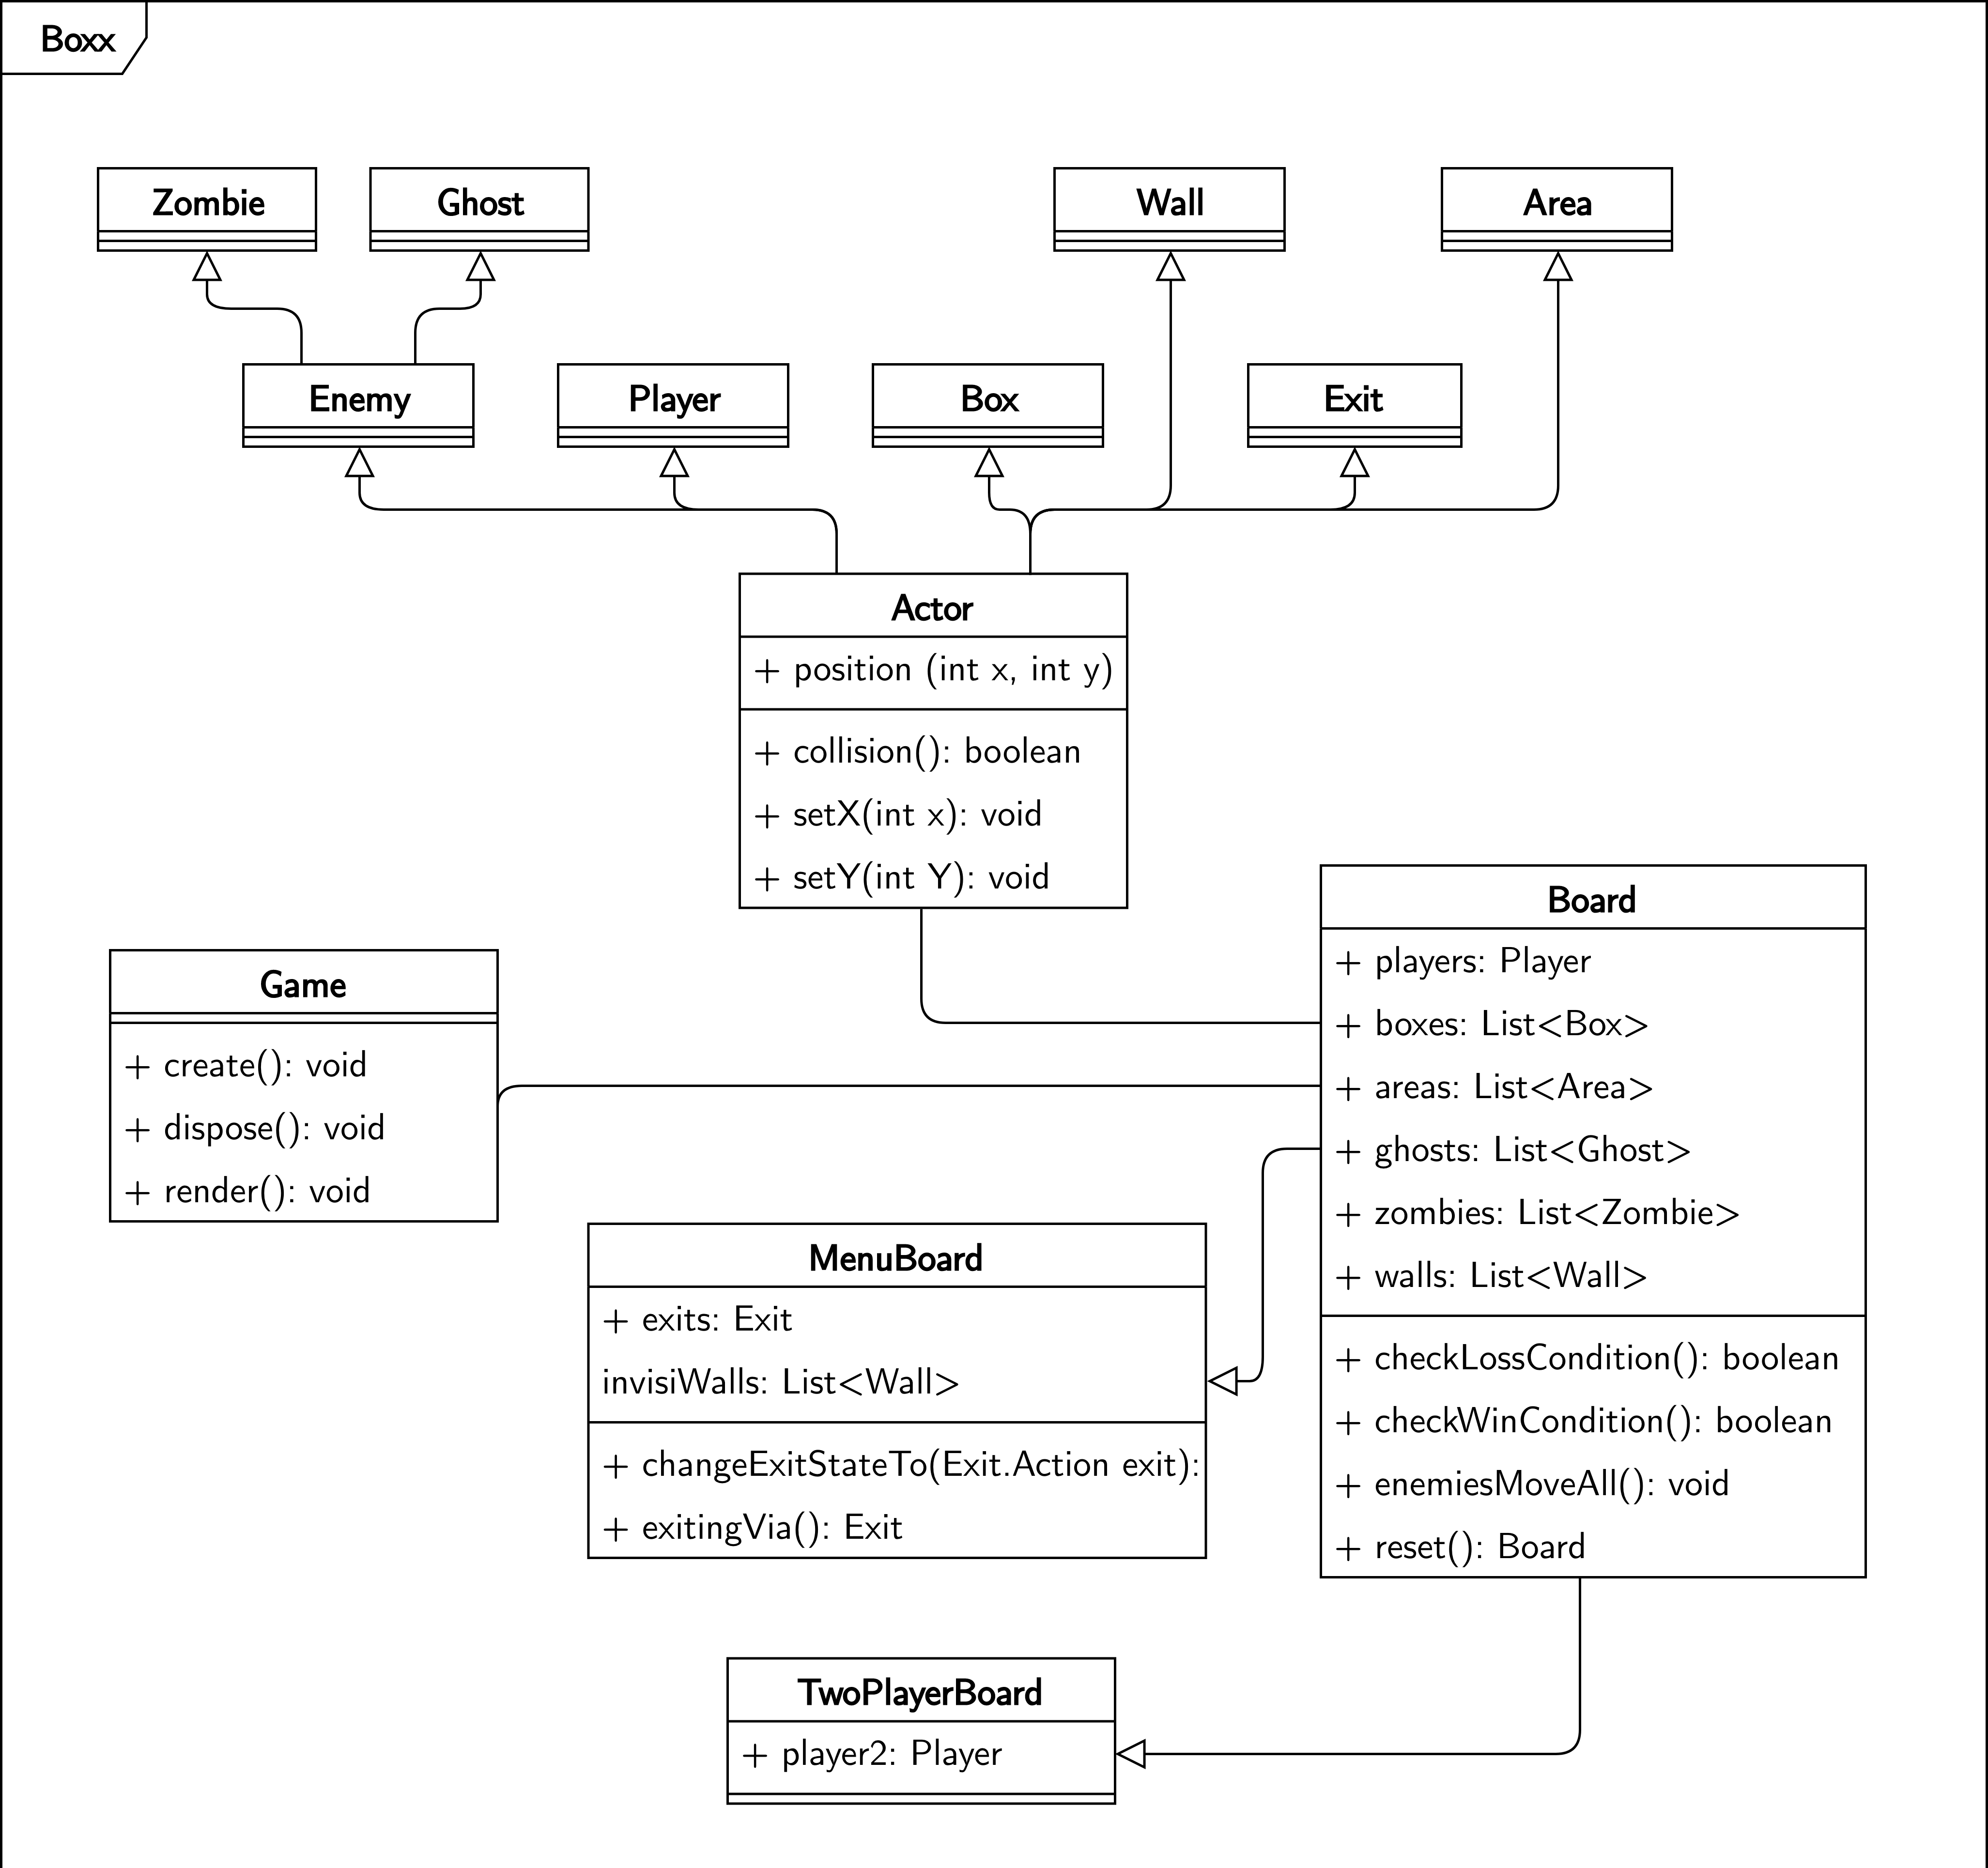 Boxx
Zombie
Ghost
Wall
Area
Enemy
Player
Box
Exit
Actor
+ position (int x, int y)
+ collision(): boolean
+ setX(int x): void
+ setY(int Y): void
Board
+ players: Player
+ boxes: List<Box>
+ areas: List<Area>
+ ghosts: List<Ghost>
+ zombies: List<Zombie>
+ walls: List<Wall>
+ checkLossCondition(): boolean
+ checkWinCondition(): boolean
+ enemiesMoveAll(): void
+ reset(): Board
Game
+ create(): void
+ dispose(): void
+ render(): void
MenuBoard
+ exits: Exit
invisiWalls: List<Wall>
+ changeExitStateTo(Exit.Action exit):
+ exitingVia(): Exit
TwoPlayerBoard
+ player2: Player